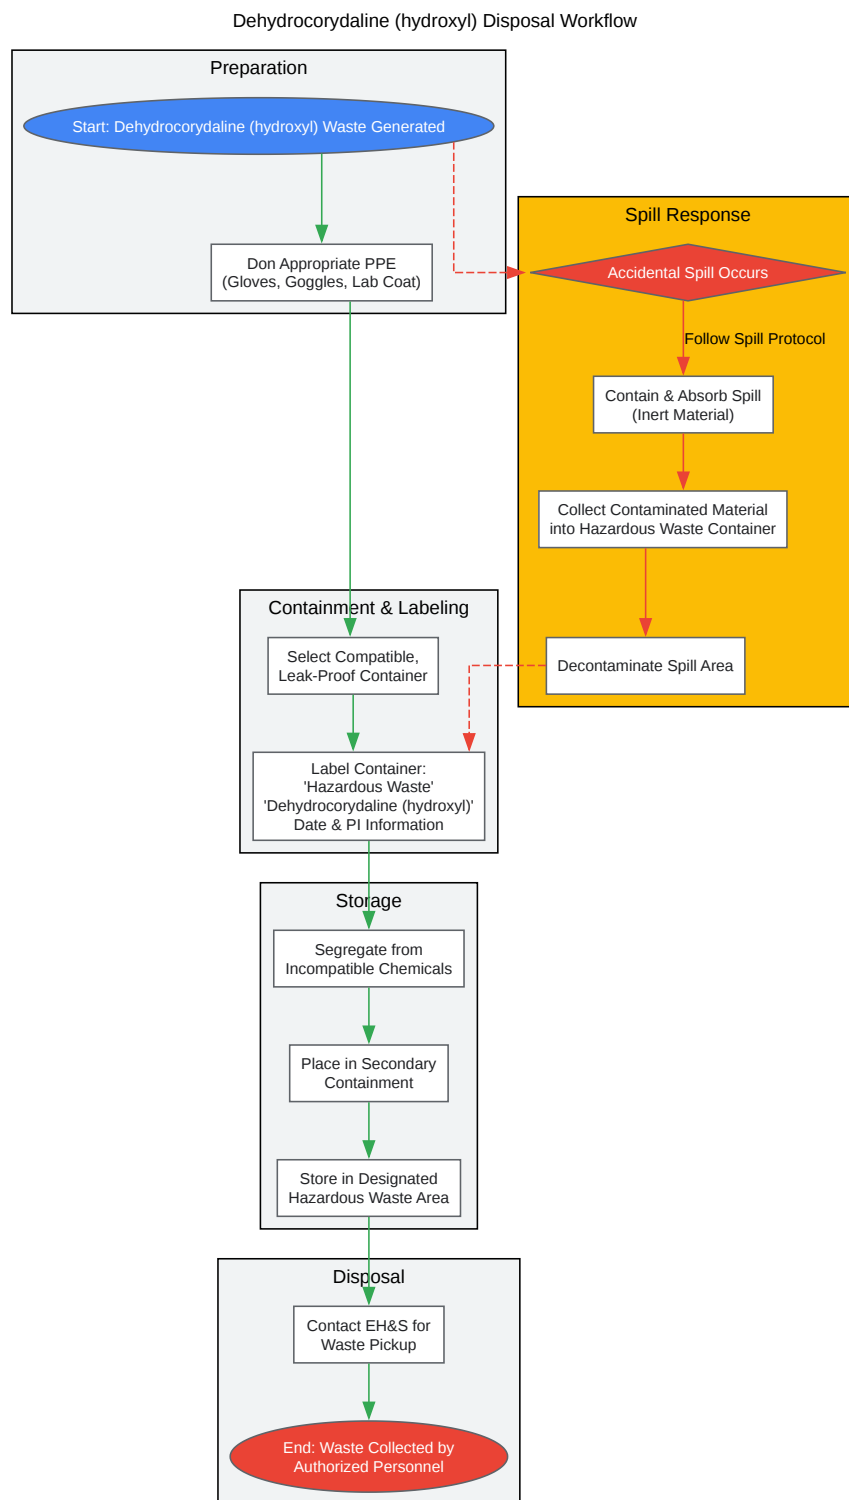 Dehydrocorydaline (hydroxyl) Disposal Workflow
Preparation
Start: Dehydrocorydaline (hydroxyl) Waste Generated
Don Appropriate PPE
(Gloves, Goggles, Lab Coat)
Spill Response
Accidental Spill Occurs
Follow Spill Protocol
Contain & Absorb Spill
(Inert Material)
Collect Contaminated Material
into Hazardous Waste Container
Decontaminate Spill Area
Containment & Labeling
Select Compatible,
Leak-Proof Container
Label Container:
'Hazardous Waste'
'Dehydrocorydaline (hydroxyl)'
Date & PI Information
Storage
Segregate from
Incompatible Chemicals
Place in Secondary
Containment
Store in Designated
Hazardous Waste Area
Disposal
Contact EH&S for
Waste Pickup
End: Waste Collected by
Authorized Personnel